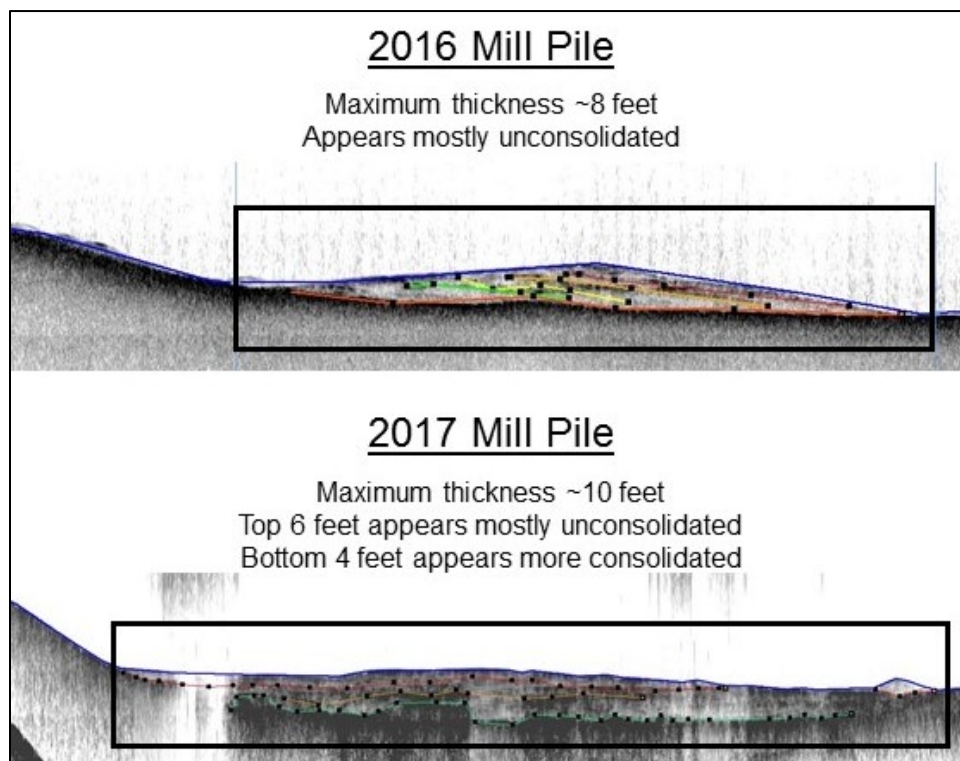 2016 Mill Pile
Maximum thickness ~8 feet
Appears mostly unconsolidated
2017 Mill Pile
Maximum thickness ~10 feet
Top 6 feet appears mostly unconsolidated
Bottom 4 feet appears more consolidated